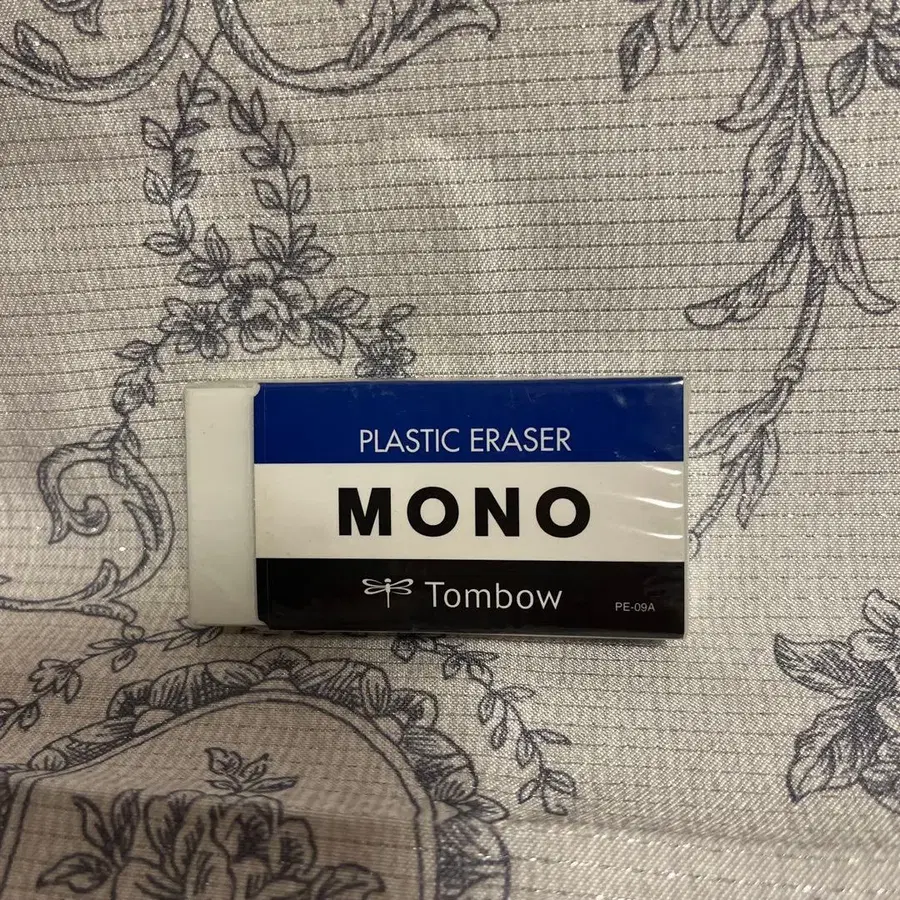 PLASTIC ERASER
MONO
Tombow
PE-09A